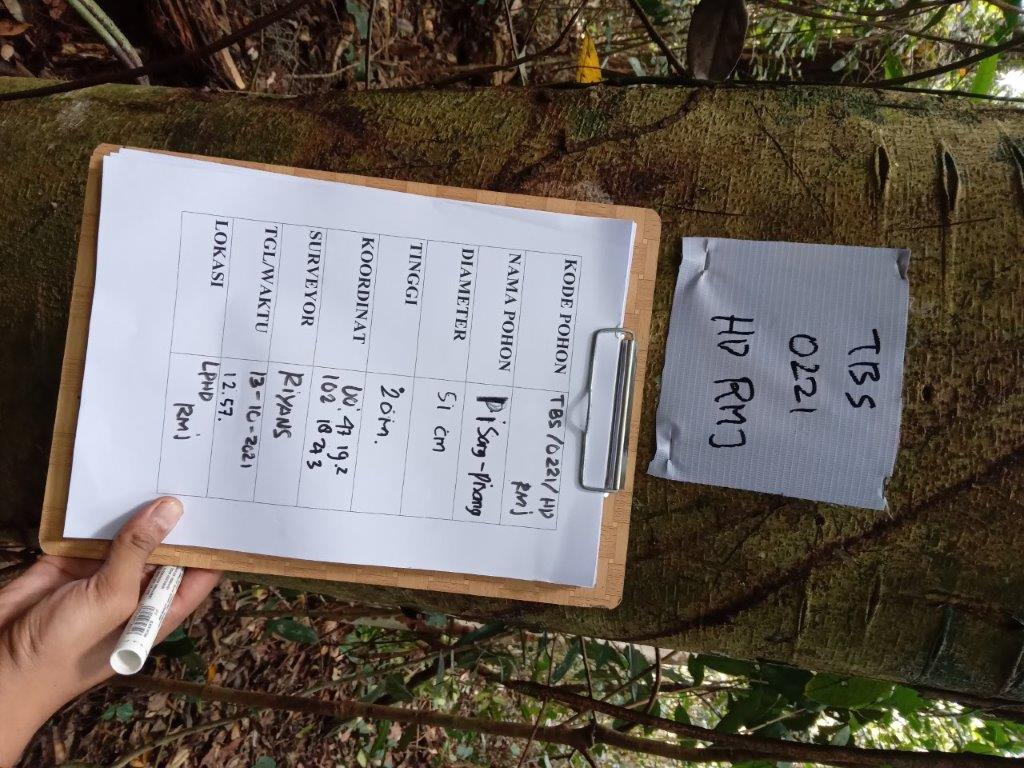 TBS
0221
HD RMJ
KODE POHON TBS/0221/HD
RMJ
NAMA POHON Pisang-pisang
DIAMETER 51 cm
TINGGI 20m.
KOORDINAT 00. 47 19.2
102 18 27 3
SURVEYOR RIYANS
TGL/WAKTU 13-10-2021
12.57.
LOKASI LPHD
RMJ